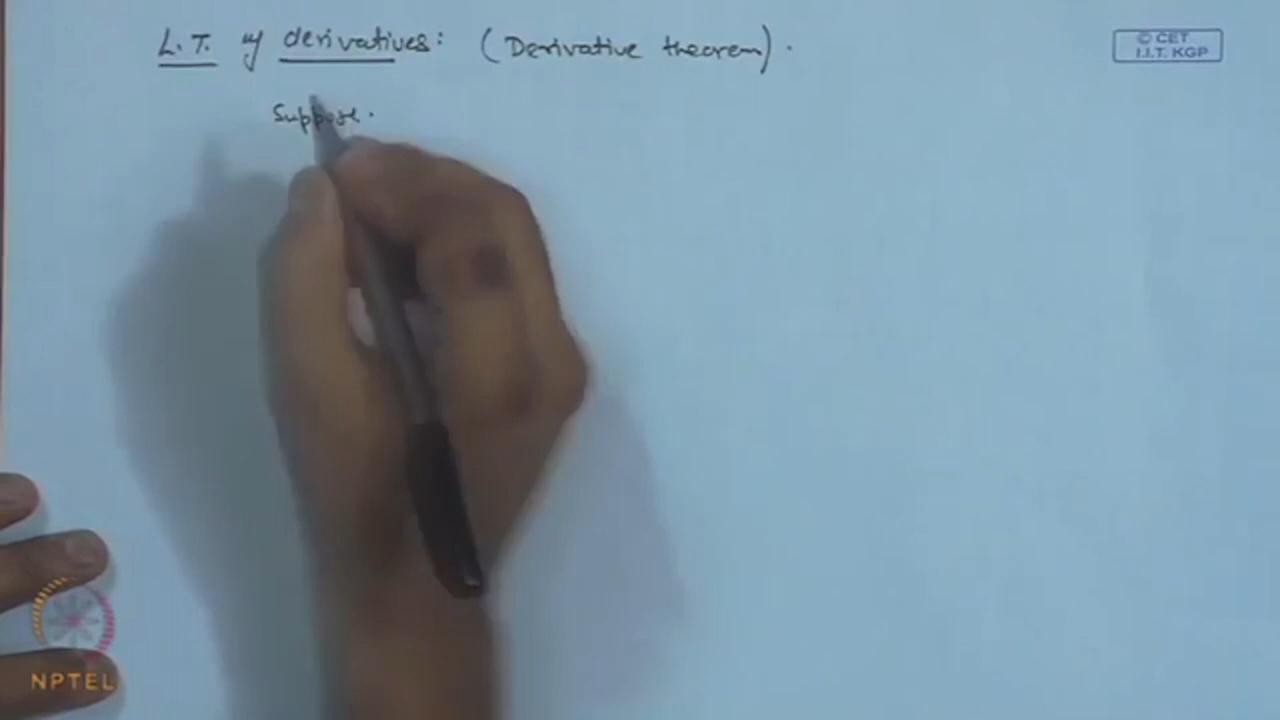 L.T. of derivatives: (Derivative theorem).
© CET
I.I.T. KGP
Suppose.
NPTEL